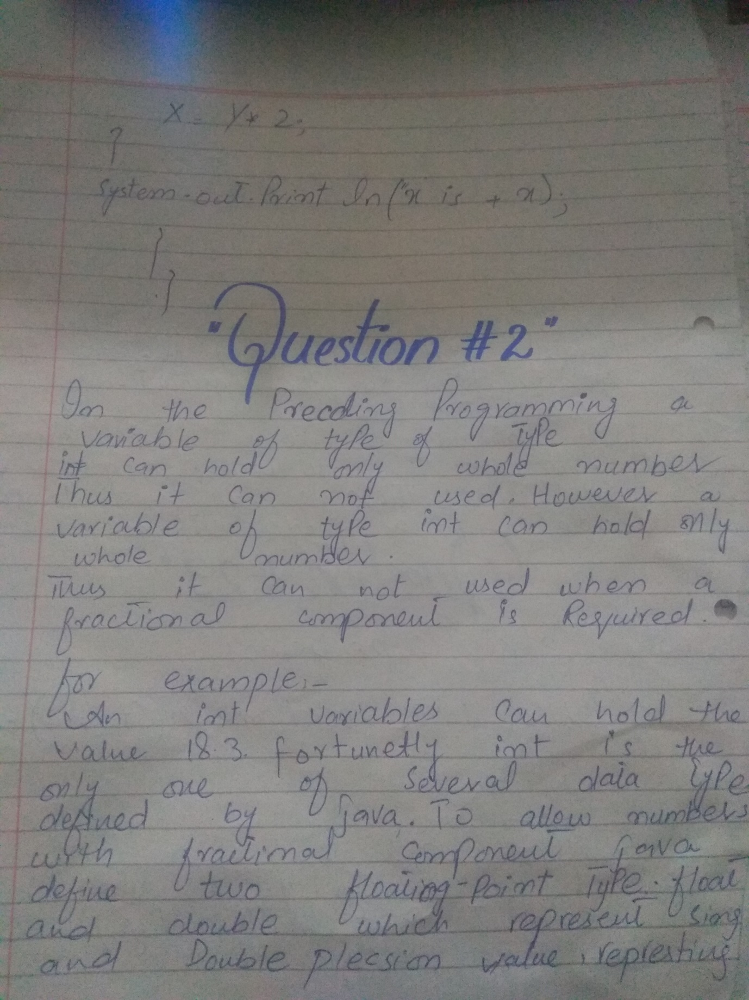 X = Y * 2;
}
System.out.Print ln("x is + x);
}
}
"Question #2"
In the Precding Programming a
variable of type of Type
int can hold only whole number
Thus it can not used. However a
variable of type int can hold only
whole number.
Thus it can not used when a
fractional component is Required.
for example:-
An int variables can hold the
value 18.3. fortunetly int is the
only one of Several data Type
defined by java. To allow numbers
with fractional component java
define two floating-point Type. float
and double which represent sing
and Double plecsion value, represting